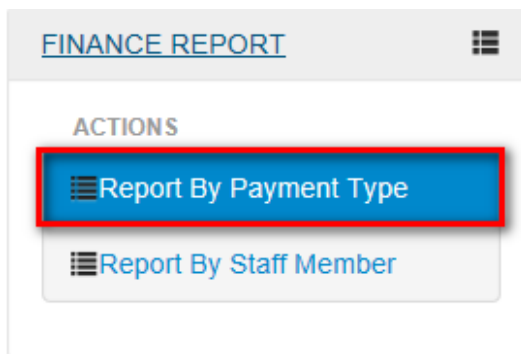 FINANCE REPORT
ACTIONS
Report By Payment Type
Report By Staff Member